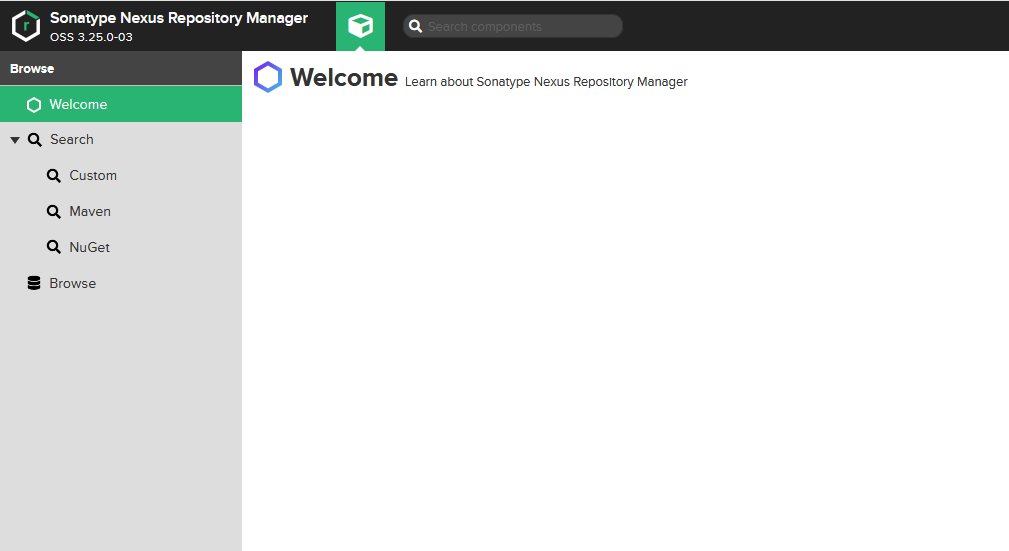 Sonatype Nexus Repository Manager
OSS 3.25.0-03
Search components
Browse
Welcome
Search
Custom
Maven
NuGet
Browse
Welcome Learn about Sonatype Nexus Repository Manager